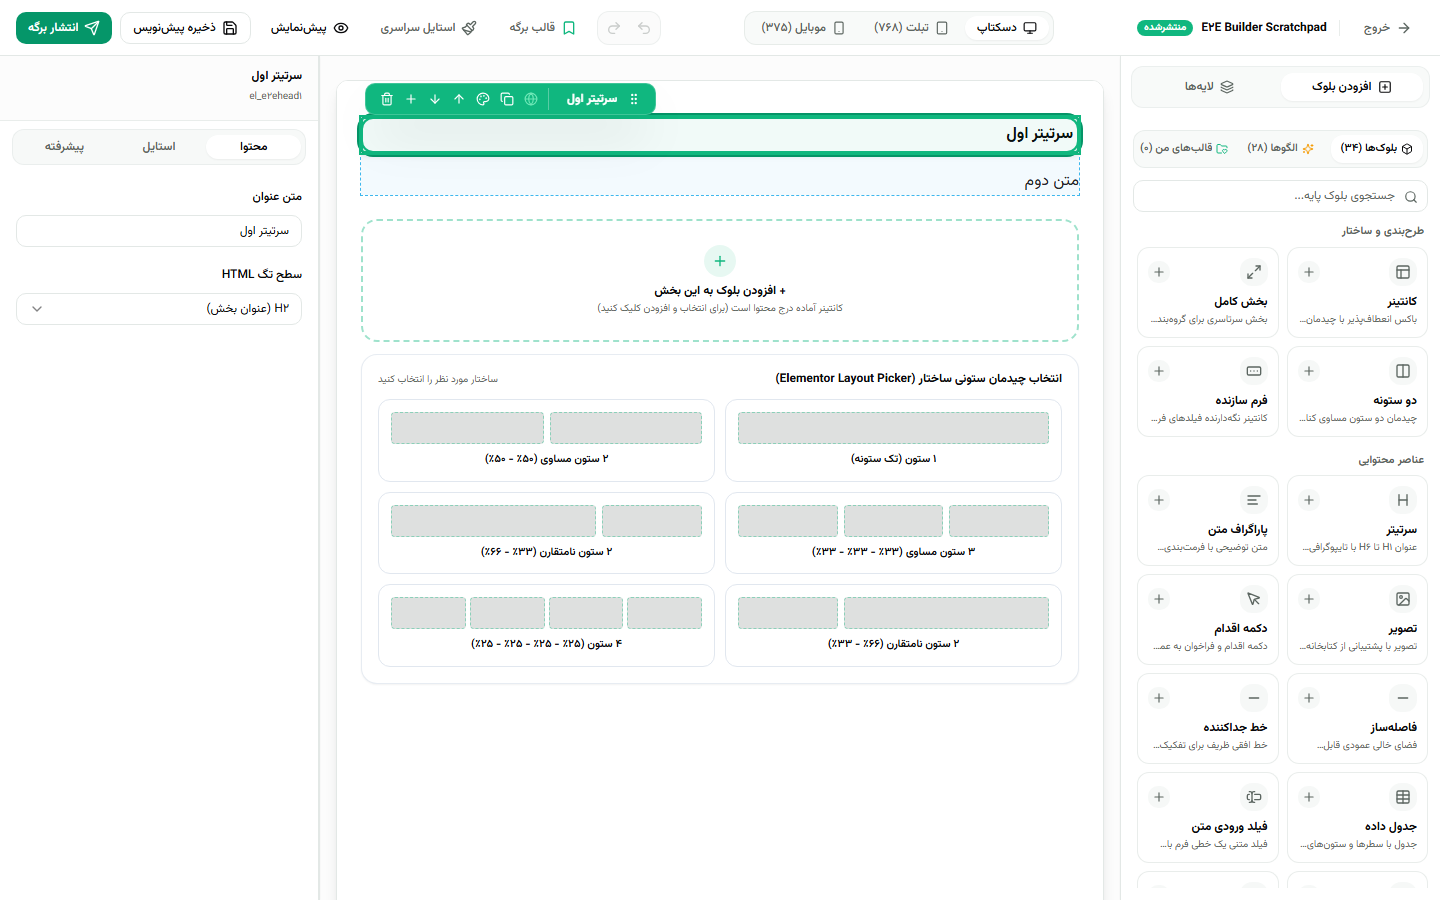 خروج
E۲E Builder Scratchpad
منتشرشده
دسکتاپ
تبلت (۷۶۸)
موبایل (۳۷۵)
قالب برگه
استایل سراسری
پیش‌نمایش
ذخیره پیش‌نویس
انتشار برگه
افزودن بلوک
لایه‌ها
بلوک‌ها (۳۴)
الگوها (۲۸)
قالب‌های من (۰)
جستجوی بلوک پایه...
طرح‌بندی و ساختار
کانتینر
باکس انعطاف‌پذیر با چیدمان...
بخش کامل
بخش سرتاسری برای گروه‌بند...
دو ستونه
چیدمان دو ستون مساوی کنا...
فرم سازنده
کانتینر نگه‌دارنده فیلدهای فر...
عناصر محتوایی
سرتیتر
عنوان H۱ تا H۶ با تایپوگرافی...
پاراگراف متن
متن توضیحی با فرمت‌بندی...
تصویر
تصویر با پشتیبانی از کتابخانه...
دکمه اقدام
دکمه اقدام و فراخوان به عم...
فاصله‌ساز
فضای خالی عمودی قابل...
خط جداکننده
خط افقی ظریف برای تفکیک...
جدول داده
جدول با سطرها و ستون‌های...
فیلد ورودی متن
فیلد متنی یک خطی فرم با...
سرتیتر اول
سرتیتر اول
متن دوم
+ افزودن بلوک به این بخش
کانتینر آماده درج محتوا است (برای انتخاب و افزودن کلیک کنید)
انتخاب چیدمان ستونی ساختار (Elementor Layout Picker)
ساختار مورد نظر را انتخاب کنید
۱ ستون (تک ستونه)
۲ ستون مساوی (۵۰٪ - ۵۰٪)
۳ ستون مساوی (۳۳٪ - ۳۳٪ - ۳۳٪)
۲ ستون نامتقارن (۳۳٪ - ۶۶٪)
۲ ستون نامتقارن (۶۶٪ - ۳۳٪)
۴ ستون (۲۵٪ - ۲۵٪ - ۲۵٪ - ۲۵٪)
سرتیتر اول
el_e۲ehead۱
محتوا
استایل
پیشرفته
متن عنوان
سرتیتر اول
سطح تگ HTML
H۲ (عنوان بخش)